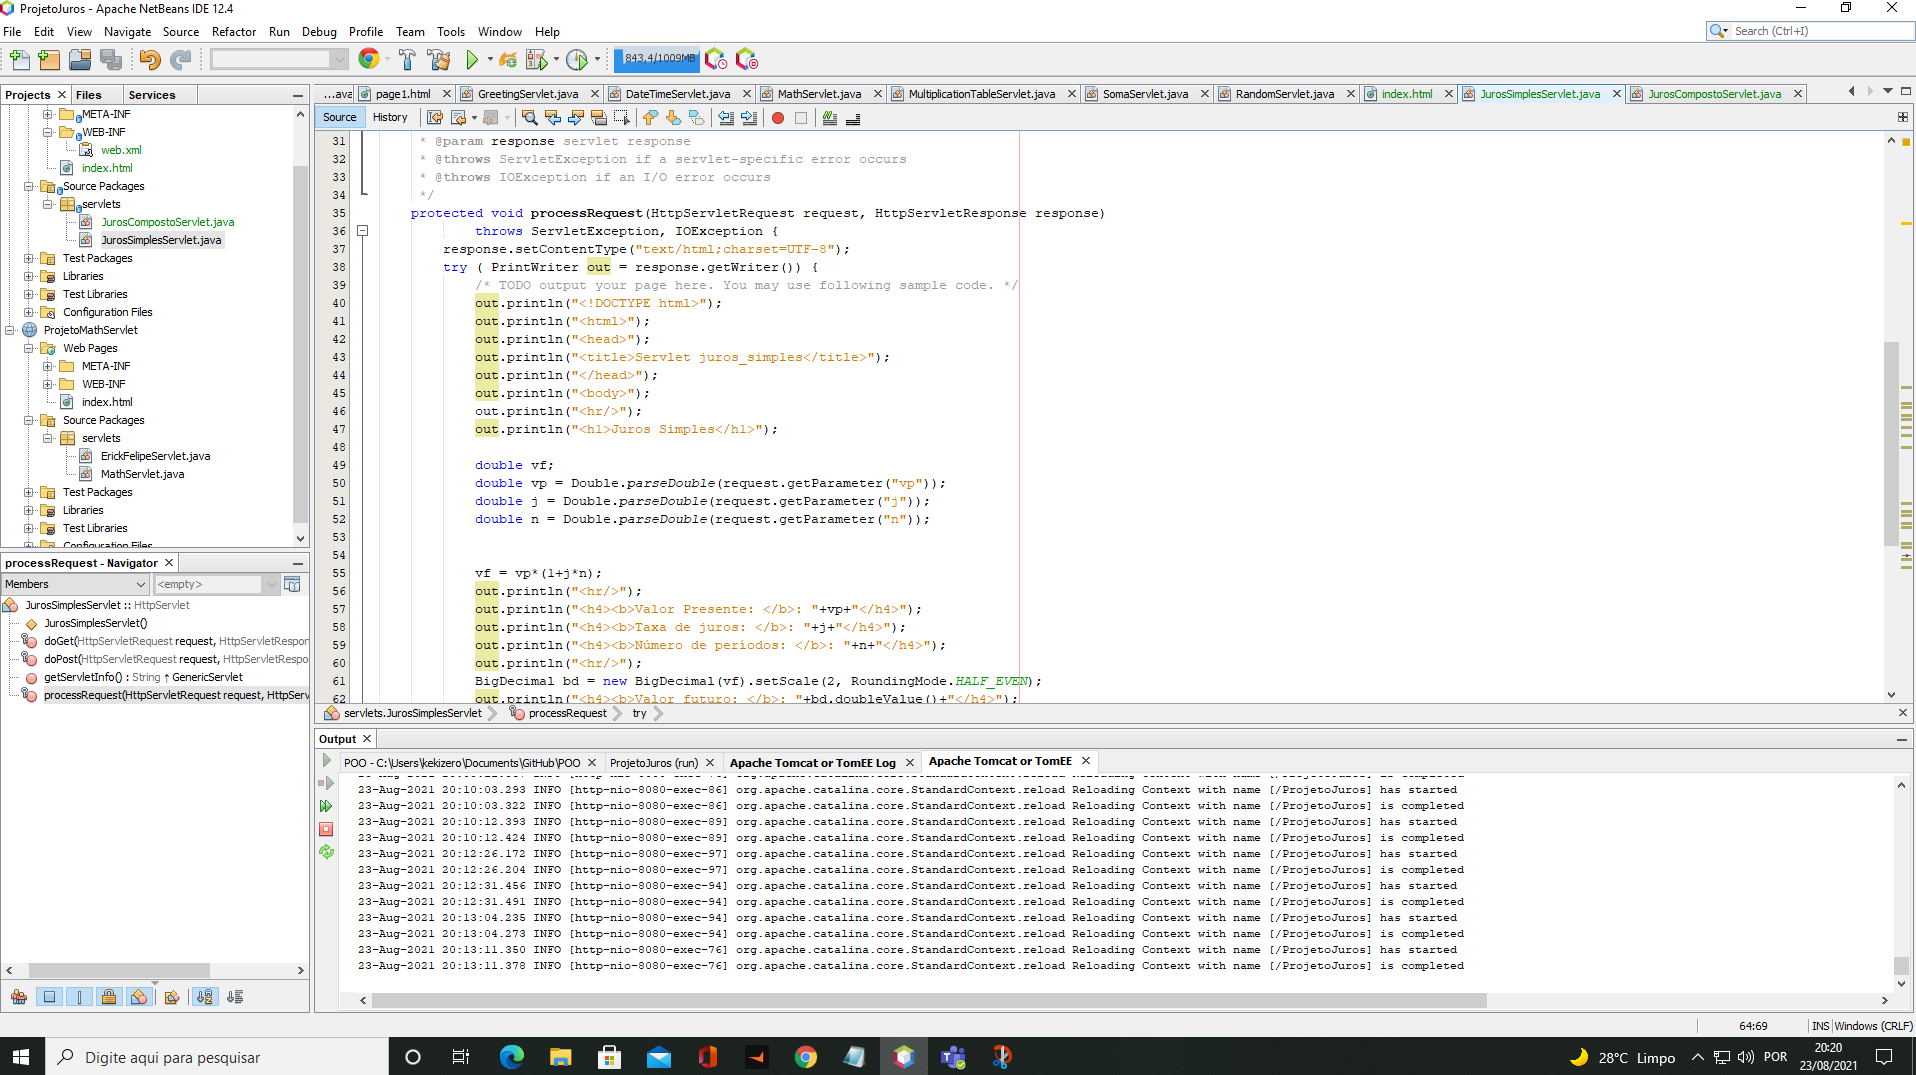 ProjetoJuros - Apache NetBeans IDE 12.4
File Edit View Navigate Source Refactor Run Debug Profile Team Tools Window Help
Search (Ctrl+I)
843,4/1009MB
Projects Files Services
META-INF
WEB-INF
web.xml
index.html
Source Packages
servlets
JurosCompostoServlet.java
JurosSimplesServlet.java
Test Packages
Libraries
Test Libraries
Configuration Files
ProjetoMathServlet
Web Pages
META-INF
WEB-INF
index.html
Source Packages
servlets
ErickFelipeServlet.java
MathServlet.java
Test Packages
Libraries
Test Libraries
Configuration Files
processRequest - Navigator
Members <empty>
JurosSimplesServlet :: HttpServlet
JurosSimplesServlet()
doGet(HttpServletRequest request, HttpServletRespon
doPost(HttpServletRequest request, HttpServletRespo
getServletInfo() : String ↑ GenericServlet
processRequest(HttpServletRequest request, HttpServ
...ava page1.html GreetingServlet.java DateTimeServlet.java MathServlet.java MultiplicationTableServlet.java SomaServlet.java RandomServlet.java index.html JurosSimplesServlet.java JurosCompostoServlet.java
Source History
31 * @param response servlet response
32 * @throws ServletException if a servlet-specific error occurs
33 * @throws IOException if an I/O error occurs
34 */
35 protected void processRequest(HttpServletRequest request, HttpServletResponse response)
36 throws ServletException, IOException {
37 response.setContentType("text/html;charset=UTF-8");
38 try ( PrintWriter out = response.getWriter()) {
39 /* TODO output your page here. You may use following sample code. */
40 out.println("<!DOCTYPE html>");
41 out.println("<html>");
42 out.println("<head>");
43 out.println("<title>Servlet juros_simples</title>");
44 out.println("</head>");
45 out.println("<body>");
46 out.println("<hr/>");
47 out.println("<h1>Juros Simples</h1>");
48
49 double vf;
50 double vp = Double.parseDouble(request.getParameter("vp"));
51 double j = Double.parseDouble(request.getParameter("j"));
52 double n = Double.parseDouble(request.getParameter("n"));
53
54
55 vf = vp*(1+j*n);
56 out.println("<hr/>");
57 out.println("<h4><b>Valor Presente: </b>: "+vp+"</h4>");
58 out.println("<h4><b>Taxa de juros: </b>: "+j+"</h4>");
59 out.println("<h4><b>Número de períodos: </b>: "+n+"</h4>");
60 out.println("<hr/>");
61 BigDecimal bd = new BigDecimal(vf).setScale(2, RoundingMode.HALF_EVEN);
62 out.println("<h4><b>Valor futuro: </b>: "+bd.doubleValue()+"</h4>");
servlets.JurosSimplesServlet processRequest try
Output
POO - C:\Users\kekizero\Documents\GitHub\POO ProjetoJuros (run) Apache Tomcat or TomEE Log Apache Tomcat or TomEE
23-Aug-2021 20:10:03.293 INFO [http-nio-8080-exec-86] org.apache.catalina.core.StandardContext.reload Reloading Context with name [/ProjetoJuros] has started
23-Aug-2021 20:10:03.322 INFO [http-nio-8080-exec-86] org.apache.catalina.core.StandardContext.reload Reloading Context with name [/ProjetoJuros] is completed
23-Aug-2021 20:10:12.393 INFO [http-nio-8080-exec-89] org.apache.catalina.core.StandardContext.reload Reloading Context with name [/ProjetoJuros] has started
23-Aug-2021 20:10:12.424 INFO [http-nio-8080-exec-89] org.apache.catalina.core.StandardContext.reload Reloading Context with name [/ProjetoJuros] is completed
23-Aug-2021 20:12:26.172 INFO [http-nio-8080-exec-97] org.apache.catalina.core.StandardContext.reload Reloading Context with name [/ProjetoJuros] has started
23-Aug-2021 20:12:26.204 INFO [http-nio-8080-exec-97] org.apache.catalina.core.StandardContext.reload Reloading Context with name [/ProjetoJuros] is completed
23-Aug-2021 20:12:31.456 INFO [http-nio-8080-exec-94] org.apache.catalina.core.StandardContext.reload Reloading Context with name [/ProjetoJuros] has started
23-Aug-2021 20:12:31.491 INFO [http-nio-8080-exec-94] org.apache.catalina.core.StandardContext.reload Reloading Context with name [/ProjetoJuros] is completed
23-Aug-2021 20:13:04.235 INFO [http-nio-8080-exec-94] org.apache.catalina.core.StandardContext.reload Reloading Context with name [/ProjetoJuros] has started
23-Aug-2021 20:13:04.273 INFO [http-nio-8080-exec-94] org.apache.catalina.core.StandardContext.reload Reloading Context with name [/ProjetoJuros] is completed
23-Aug-2021 20:13:11.350 INFO [http-nio-8080-exec-76] org.apache.catalina.core.StandardContext.reload Reloading Context with name [/ProjetoJuros] has started
23-Aug-2021 20:13:11.378 INFO [http-nio-8080-exec-76] org.apache.catalina.core.StandardContext.reload Reloading Context with name [/ProjetoJuros] is completed
64:69 INS Windows (CRLF)
Digite aqui para pesquisar
28°C Limpo POR 20:20
23/08/2021